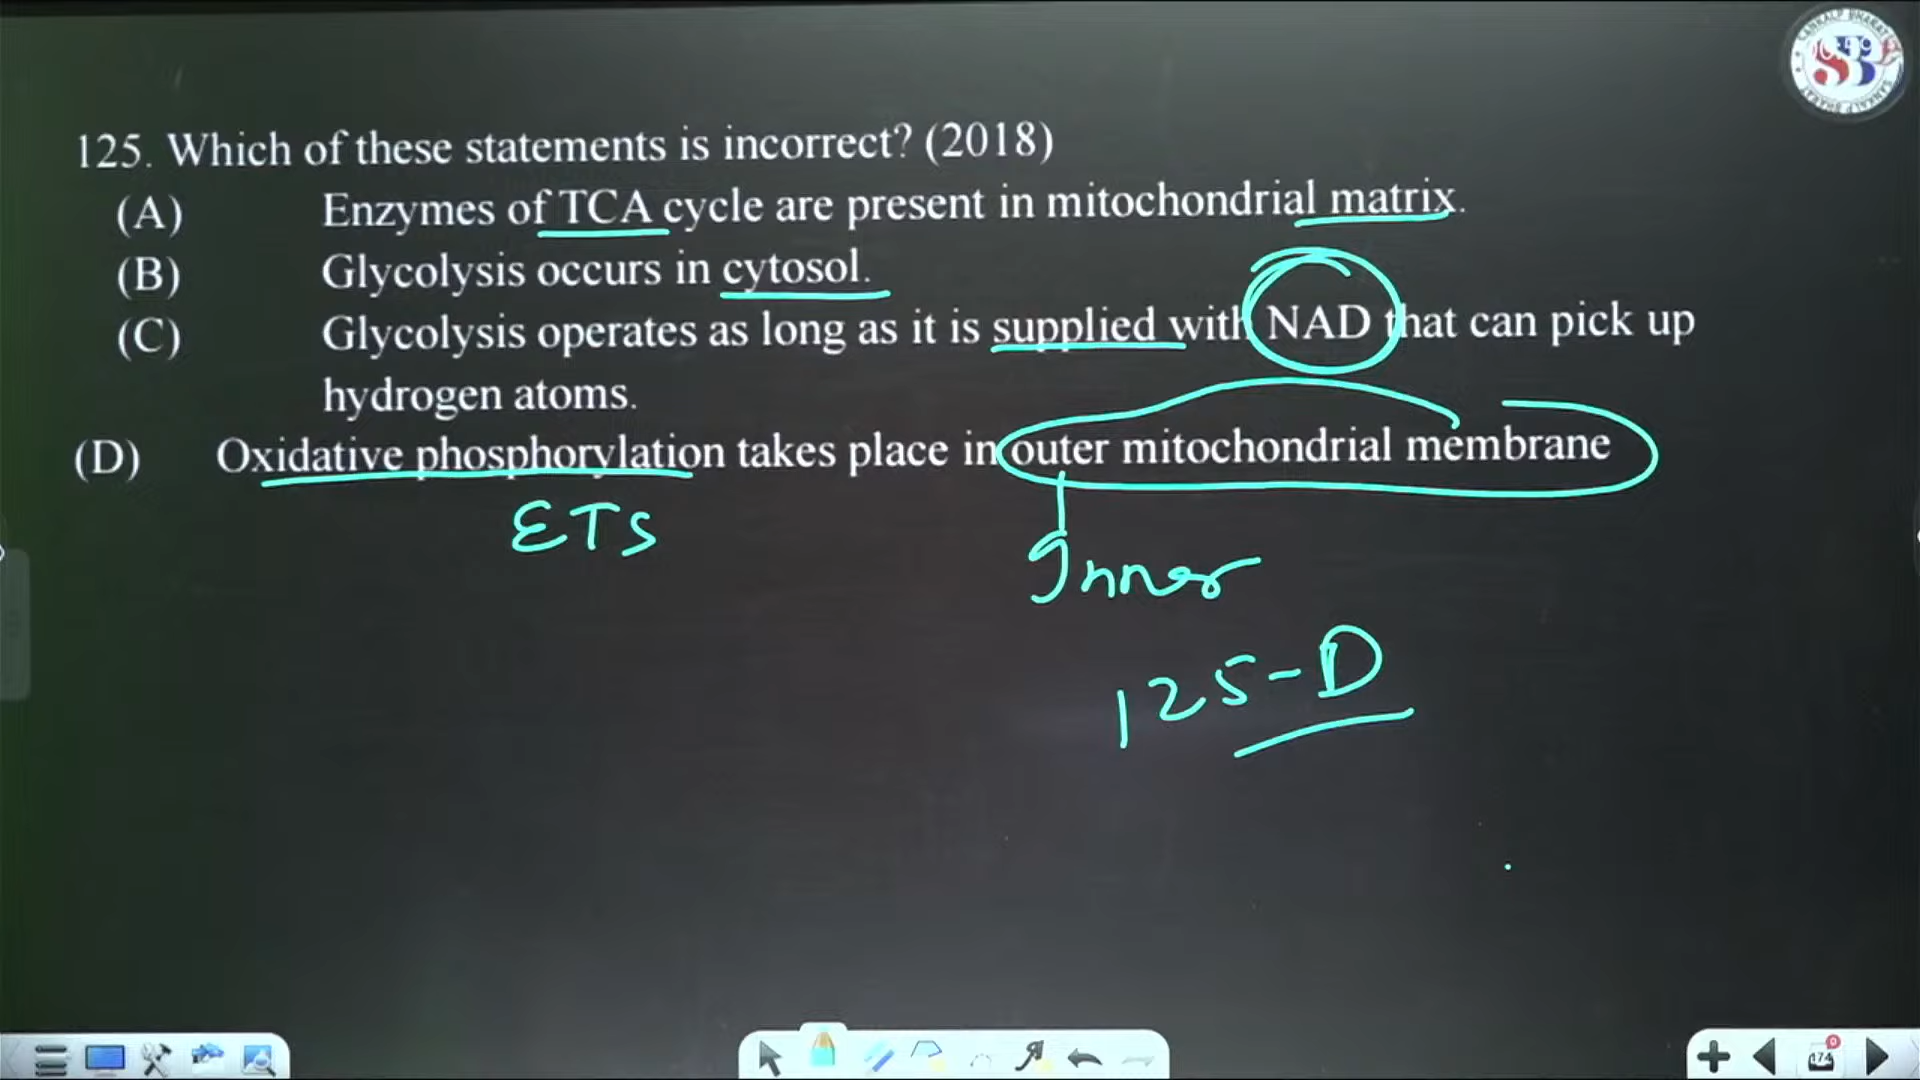 125. Which of these statements is incorrect? (2018)
(A) Enzymes of TCA cycle are present in mitochondrial matrix.
(B) Glycolysis occurs in cytosol.
(C) Glycolysis operates as long as it is supplied with NAD that can pick up
hydrogen atoms.
(D) Oxidative phosphorylation takes place in outer mitochondrial membrane
ETS
Inner
125-D
174